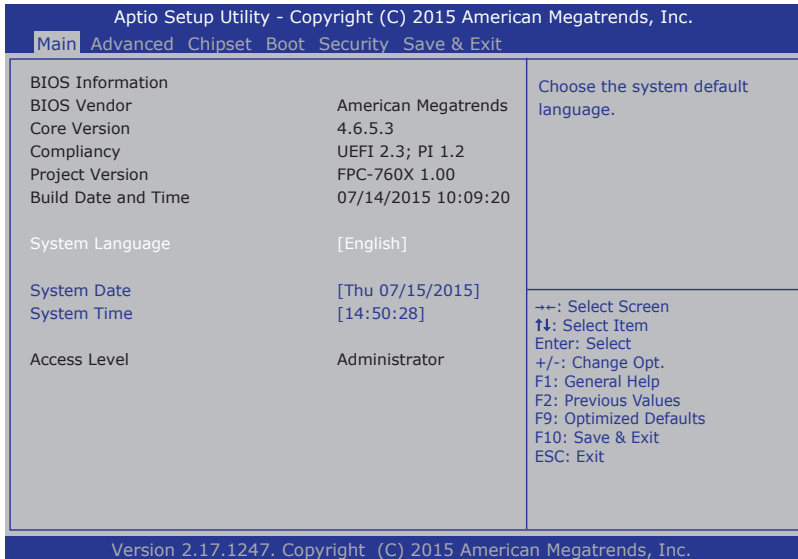 Aptio Setup Utility - Copyright (C) 2015 American Megatrends, Inc.
Main Advanced Chipset Boot Security Save & Exit
BIOS Information
BIOS Vendor American Megatrends
Core Version 4.6.5.3
Compliancy UEFI 2.3; PI 1.2
Project Version FPC-760X 1.00
Build Date and Time 07/14/2015 10:09:20
System Language [English]
System Date [Thu 07/15/2015]
System Time [14:50:28]
Access Level Administrator
Choose the system default
language.
→←: Select Screen
↑↓: Select Item
Enter: Select
+/-: Change Opt.
F1: General Help
F2: Previous Values
F9: Optimized Defaults
F10: Save & Exit
ESC: Exit
Version 2.17.1247. Copyright (C) 2015 American Megatrends, Inc.